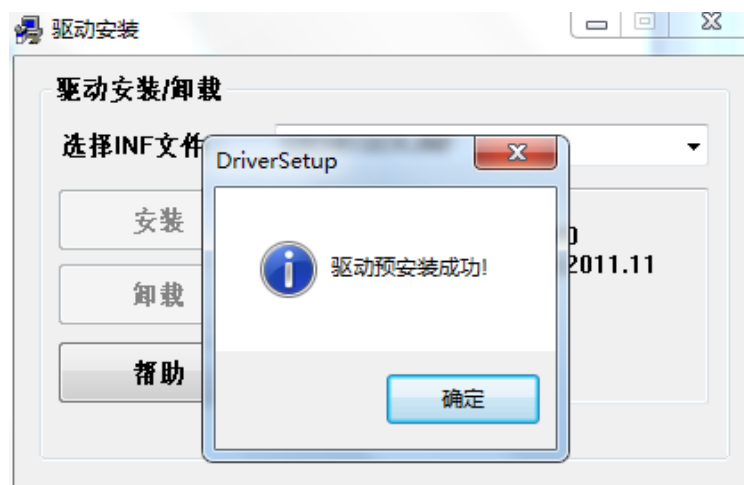 驱动安装
驱动安装/卸载
选择INF文件
DriverSetup
安装
驱动预安装成功!
2011.11
卸载
帮助
确定